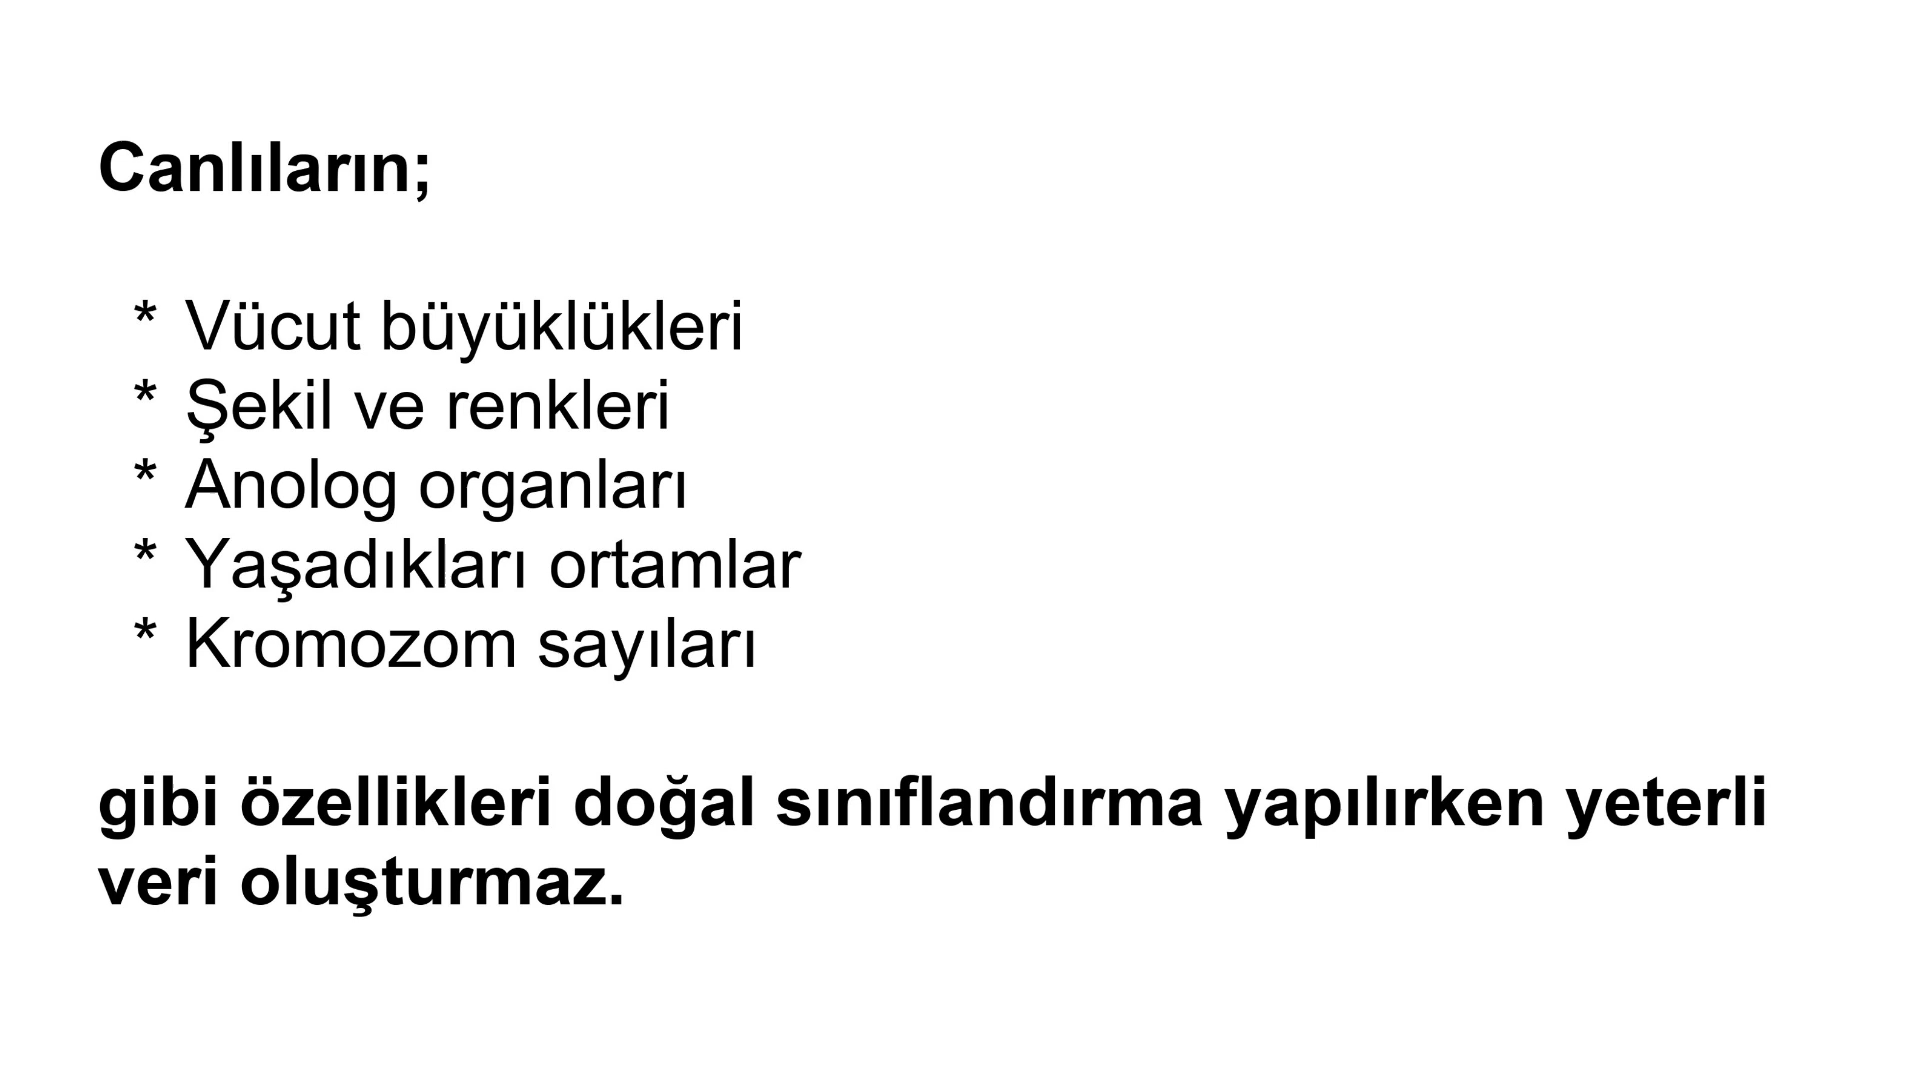 Canlıların;
* Vücut büyüklükleri
* Şekil ve renkleri
* Anolog organları
* Yaşadıkları ortamlar
* Kromozom sayıları
gibi özellikleri doğal sınıflandırma yapılırken yeterli
veri oluşturmaz.